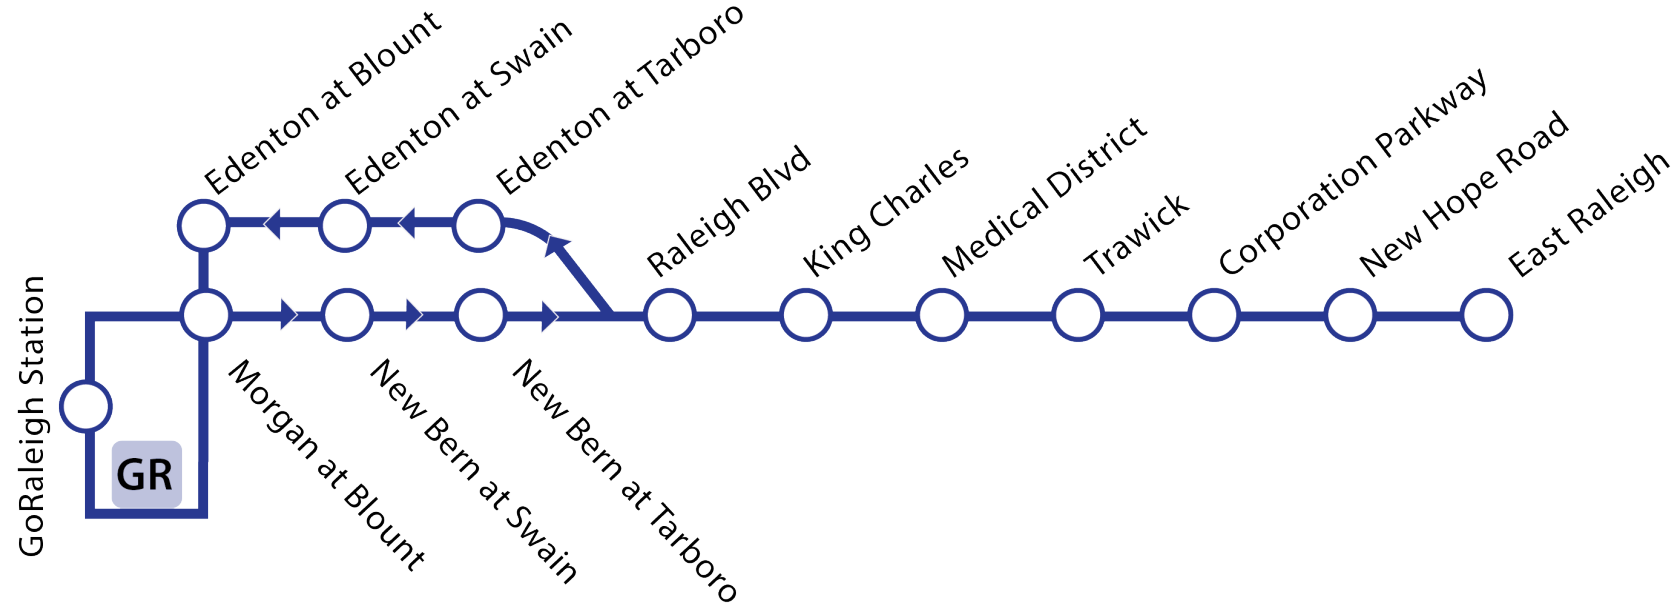 Edenton at Blount
Edenton at Swain
Edenton at Tarboro
Raleigh Blvd
King Charles
Medical District
Trawick
Corporation Parkway
New Hope Road
East Raleigh
GoRaleigh Station
GR
Morgan at Blount
New Bern at Swain
New Bern at Tarboro